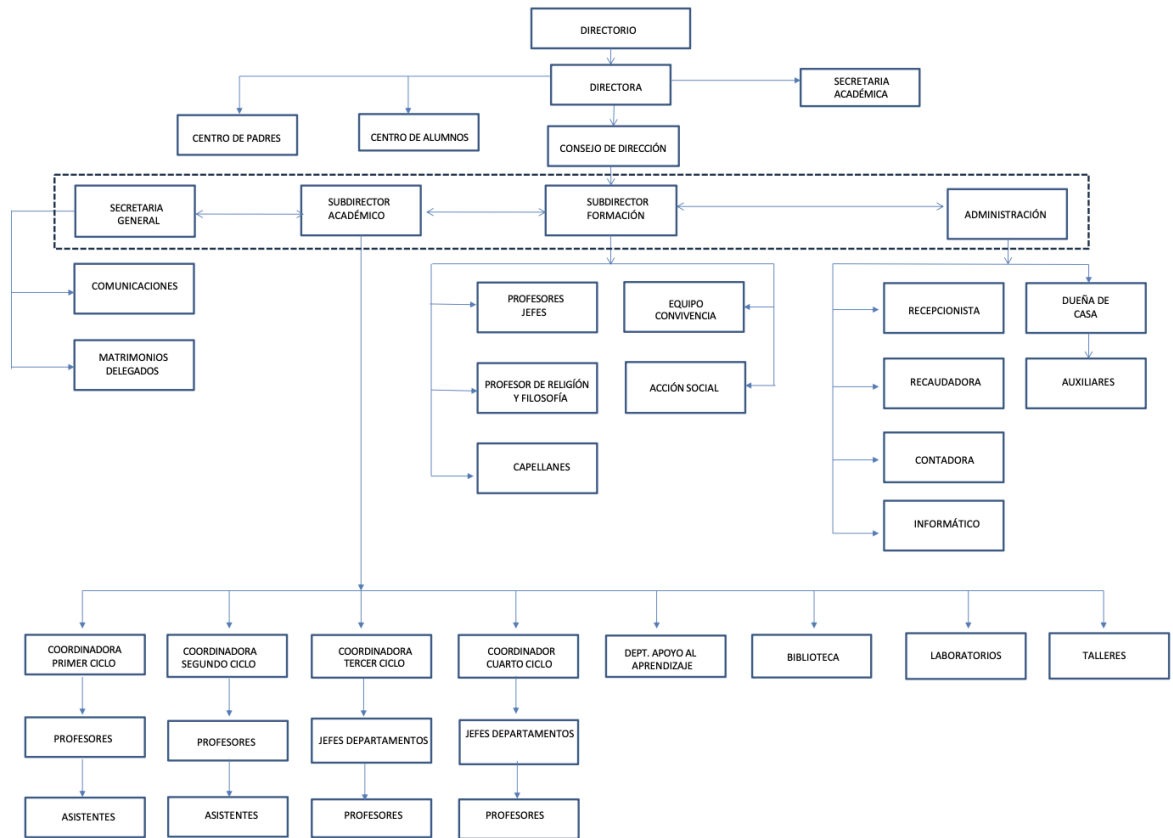 DIRECTORIO
DIRECTORA
SECRETARIA
ACADÉMICA
CENTRO DE PADRES
CENTRO DE ALUMNOS
CONSEJO DE DIRECCIÓN
SECRETARIA
GENERAL
SUBDIRECTOR
ACADÉMICO
SUBDIRECTOR
FORMACIÓN
ADMINISTRACIÓN
COMUNICACIONES
MATRIMONIOS
DELEGADOS
PROFESORES
JEFES
EQUIPO
CONVIVENCIA
PROFESOR DE RELIGÍÓN
Y FILOSOFÍA
ACCIÓN SOCIAL
CAPELLANES
RECEPCIONISTA
DUEÑA DE
CASA
RECAUDADORA
AUXILIARES
CONTADORA
INFORMÁTICO
COORDINADORA
PRIMER CICLO
COORDINADORA
SEGUNDO CICLO
COORDINADORA
TERCER CICLO
COORDINADOR
CUARTO CICLO
DEPT. APOYO AL
APRENDIZAJE
BIBLIOTECA
LABORATORIOS
TALLERES
PROFESORES
PROFESORES
JEFES DEPARTAMENTOS
JEFES DEPARTAMENTOS
ASISTENTES
ASISTENTES
PROFESORES
PROFESORES